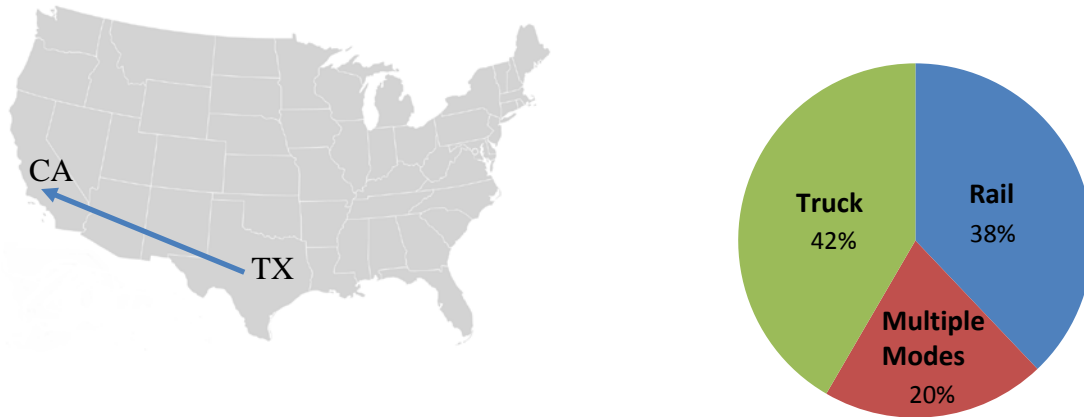 CA
TX
Truck
42%
Rail
38%
Multiple
Modes
20%